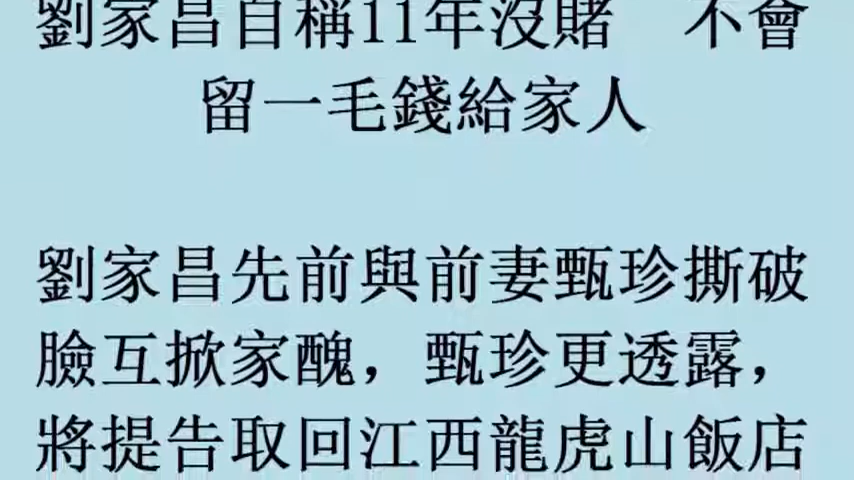 劉家昌自稱11年沒賭　不會
留一毛錢給家人
劉家昌先前與前妻甄珍撕破
臉互掀家醜，甄珍更透露，
將提告取回江西龍虎山飯店